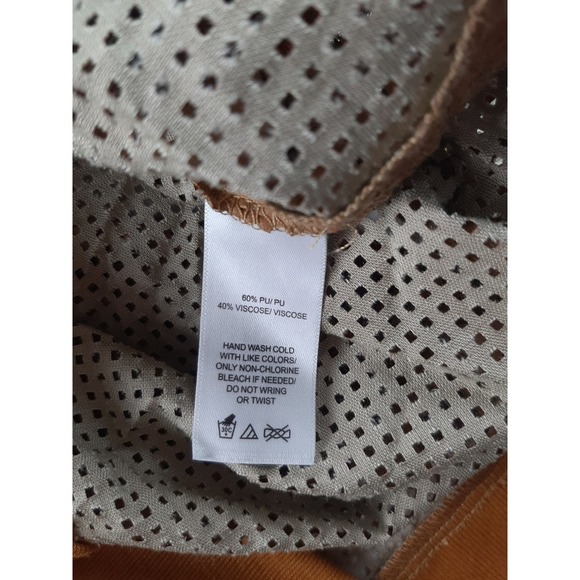 60% PU/ PU
40% VISCOSE/ VISCOSE
HAND WASH COLD
WITH LIKE COLORS/
ONLY NON-CHLORINE
BLEACH IF NEEDED/
DO NOT WRING
OR TWIST
30C